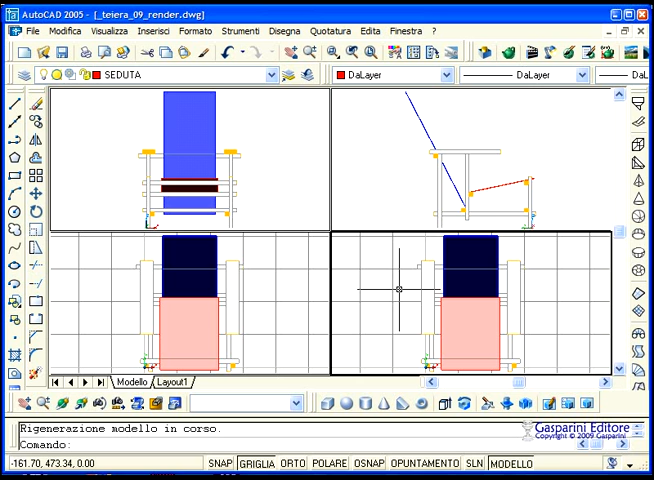 AutoCAD 2005 - [_teiera_09_render.dwg]
File Modifica Visualizza Inserisci Formato Strumenti Disegna Quotatura Edita Finestra ?
SEDUTA DaLayer DaLayer DaL
Modello Layout1
Rigenerazione modello in corso.
Comando:
Gasparini Editore
Copyright © 2009 Gasparini
-161.70, 473.34, 0.00 SNAP GRIGLIA ORTO POLARE OSNAP OPUNTAMENTO SLN MODELLO